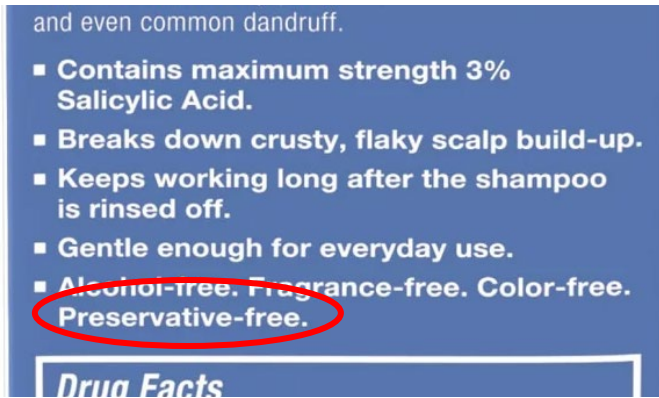 and even common dandruff.
▪ Contains maximum strength 3%
Salicylic Acid.
▪ Breaks down crusty, flaky scalp build-up.
▪ Keeps working long after the shampoo
is rinsed off.
▪ Gentle enough for everyday use.
▪ Alcohol-free. Fragrance-free. Color-free.
Preservative-free.
Drug Facts